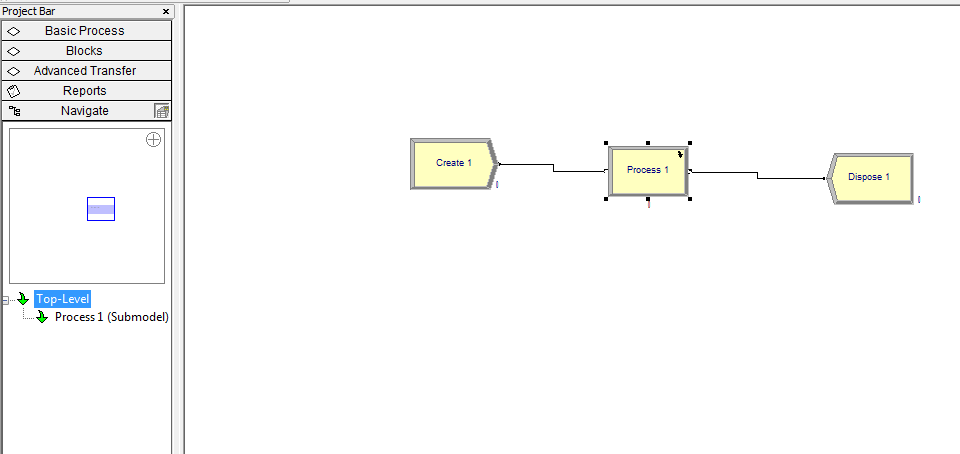 Project Bar
Basic Process
Blocks
Advanced Transfer
Reports
Navigate
Top-Level
Process 1 (Submodel)
Create 1
Process 1
Dispose 1